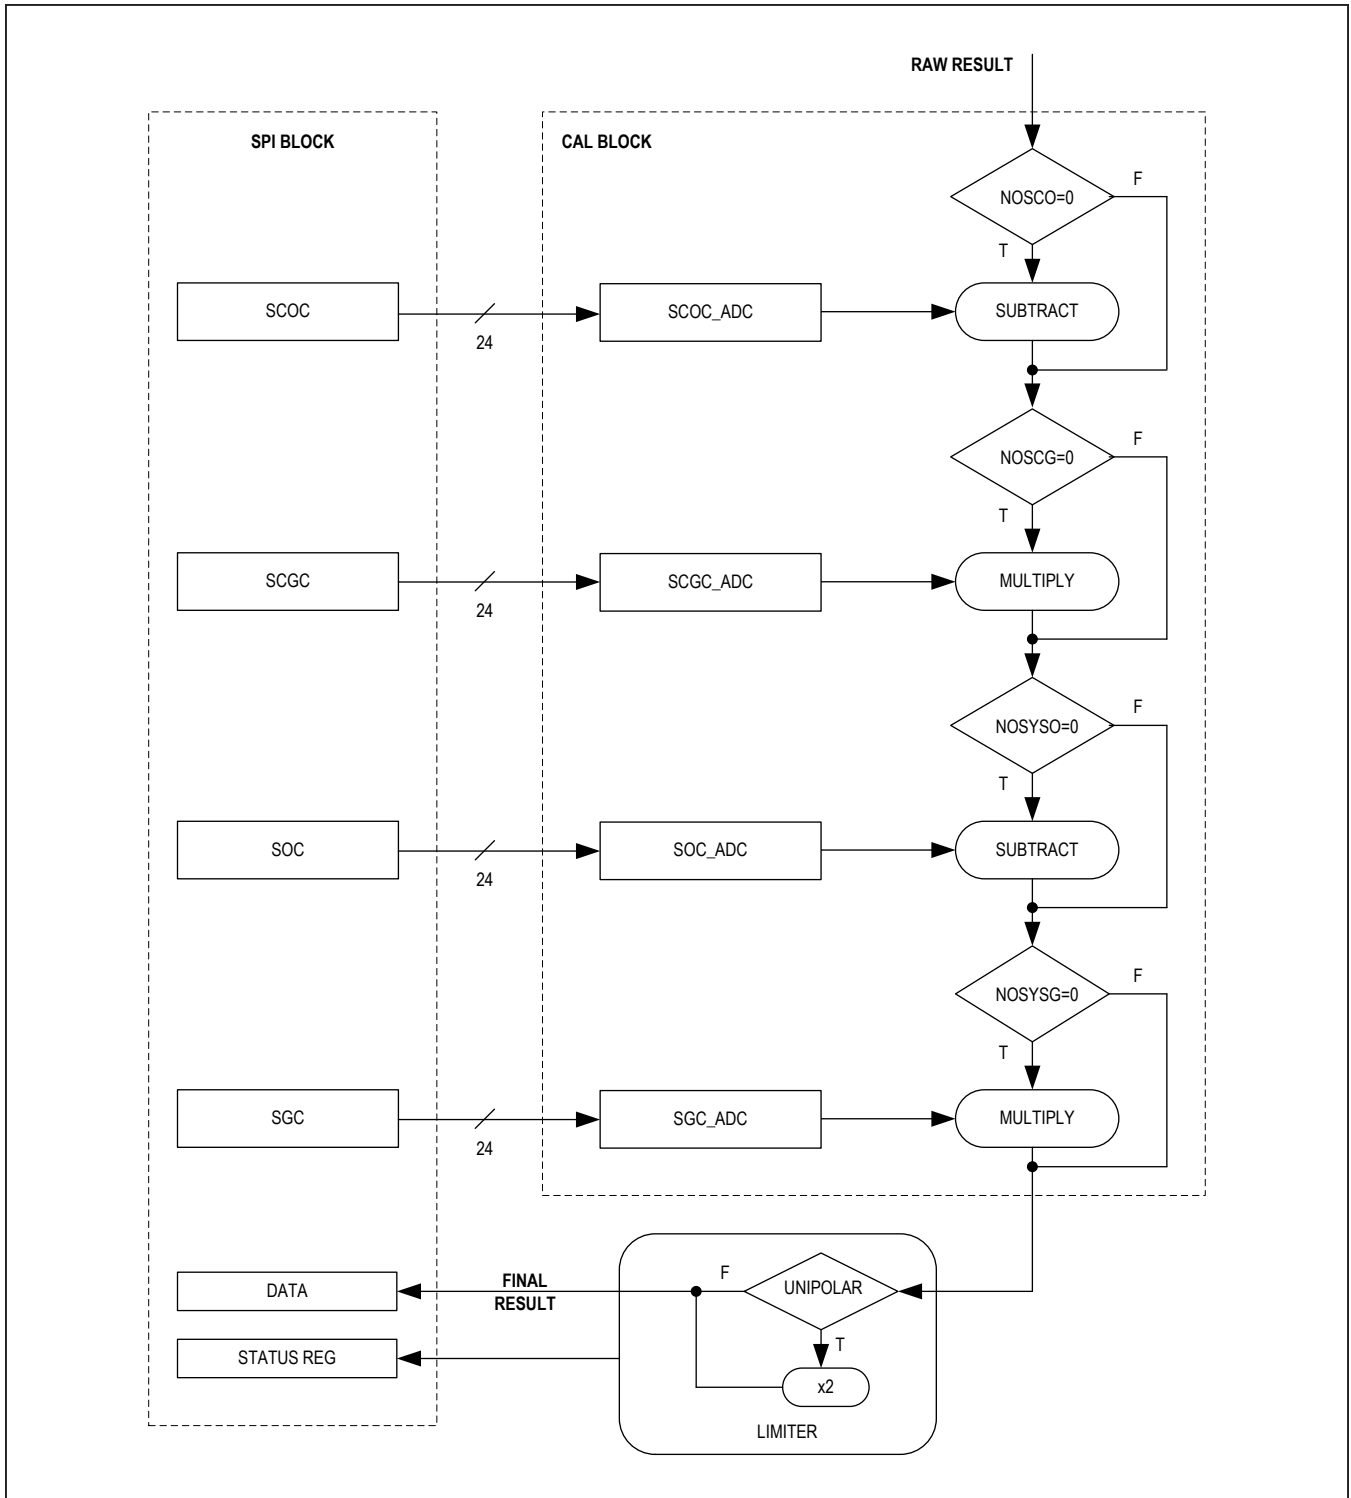 RAW RESULT
SPI BLOCK
CAL BLOCK
NOSCO=0
F
T
SCOC
24
SCOC_ADC
SUBTRACT
NOSCG=0
F
T
SCGC
24
SCGC_ADC
MULTIPLY
NOSYSO=0
F
T
SOC
24
SOC_ADC
SUBTRACT
NOSYSG=0
F
T
SGC
24
SGC_ADC
MULTIPLY
DATA
FINAL
RESULT
F
UNIPOLAR
T
STATUS REG
x2
LIMITER